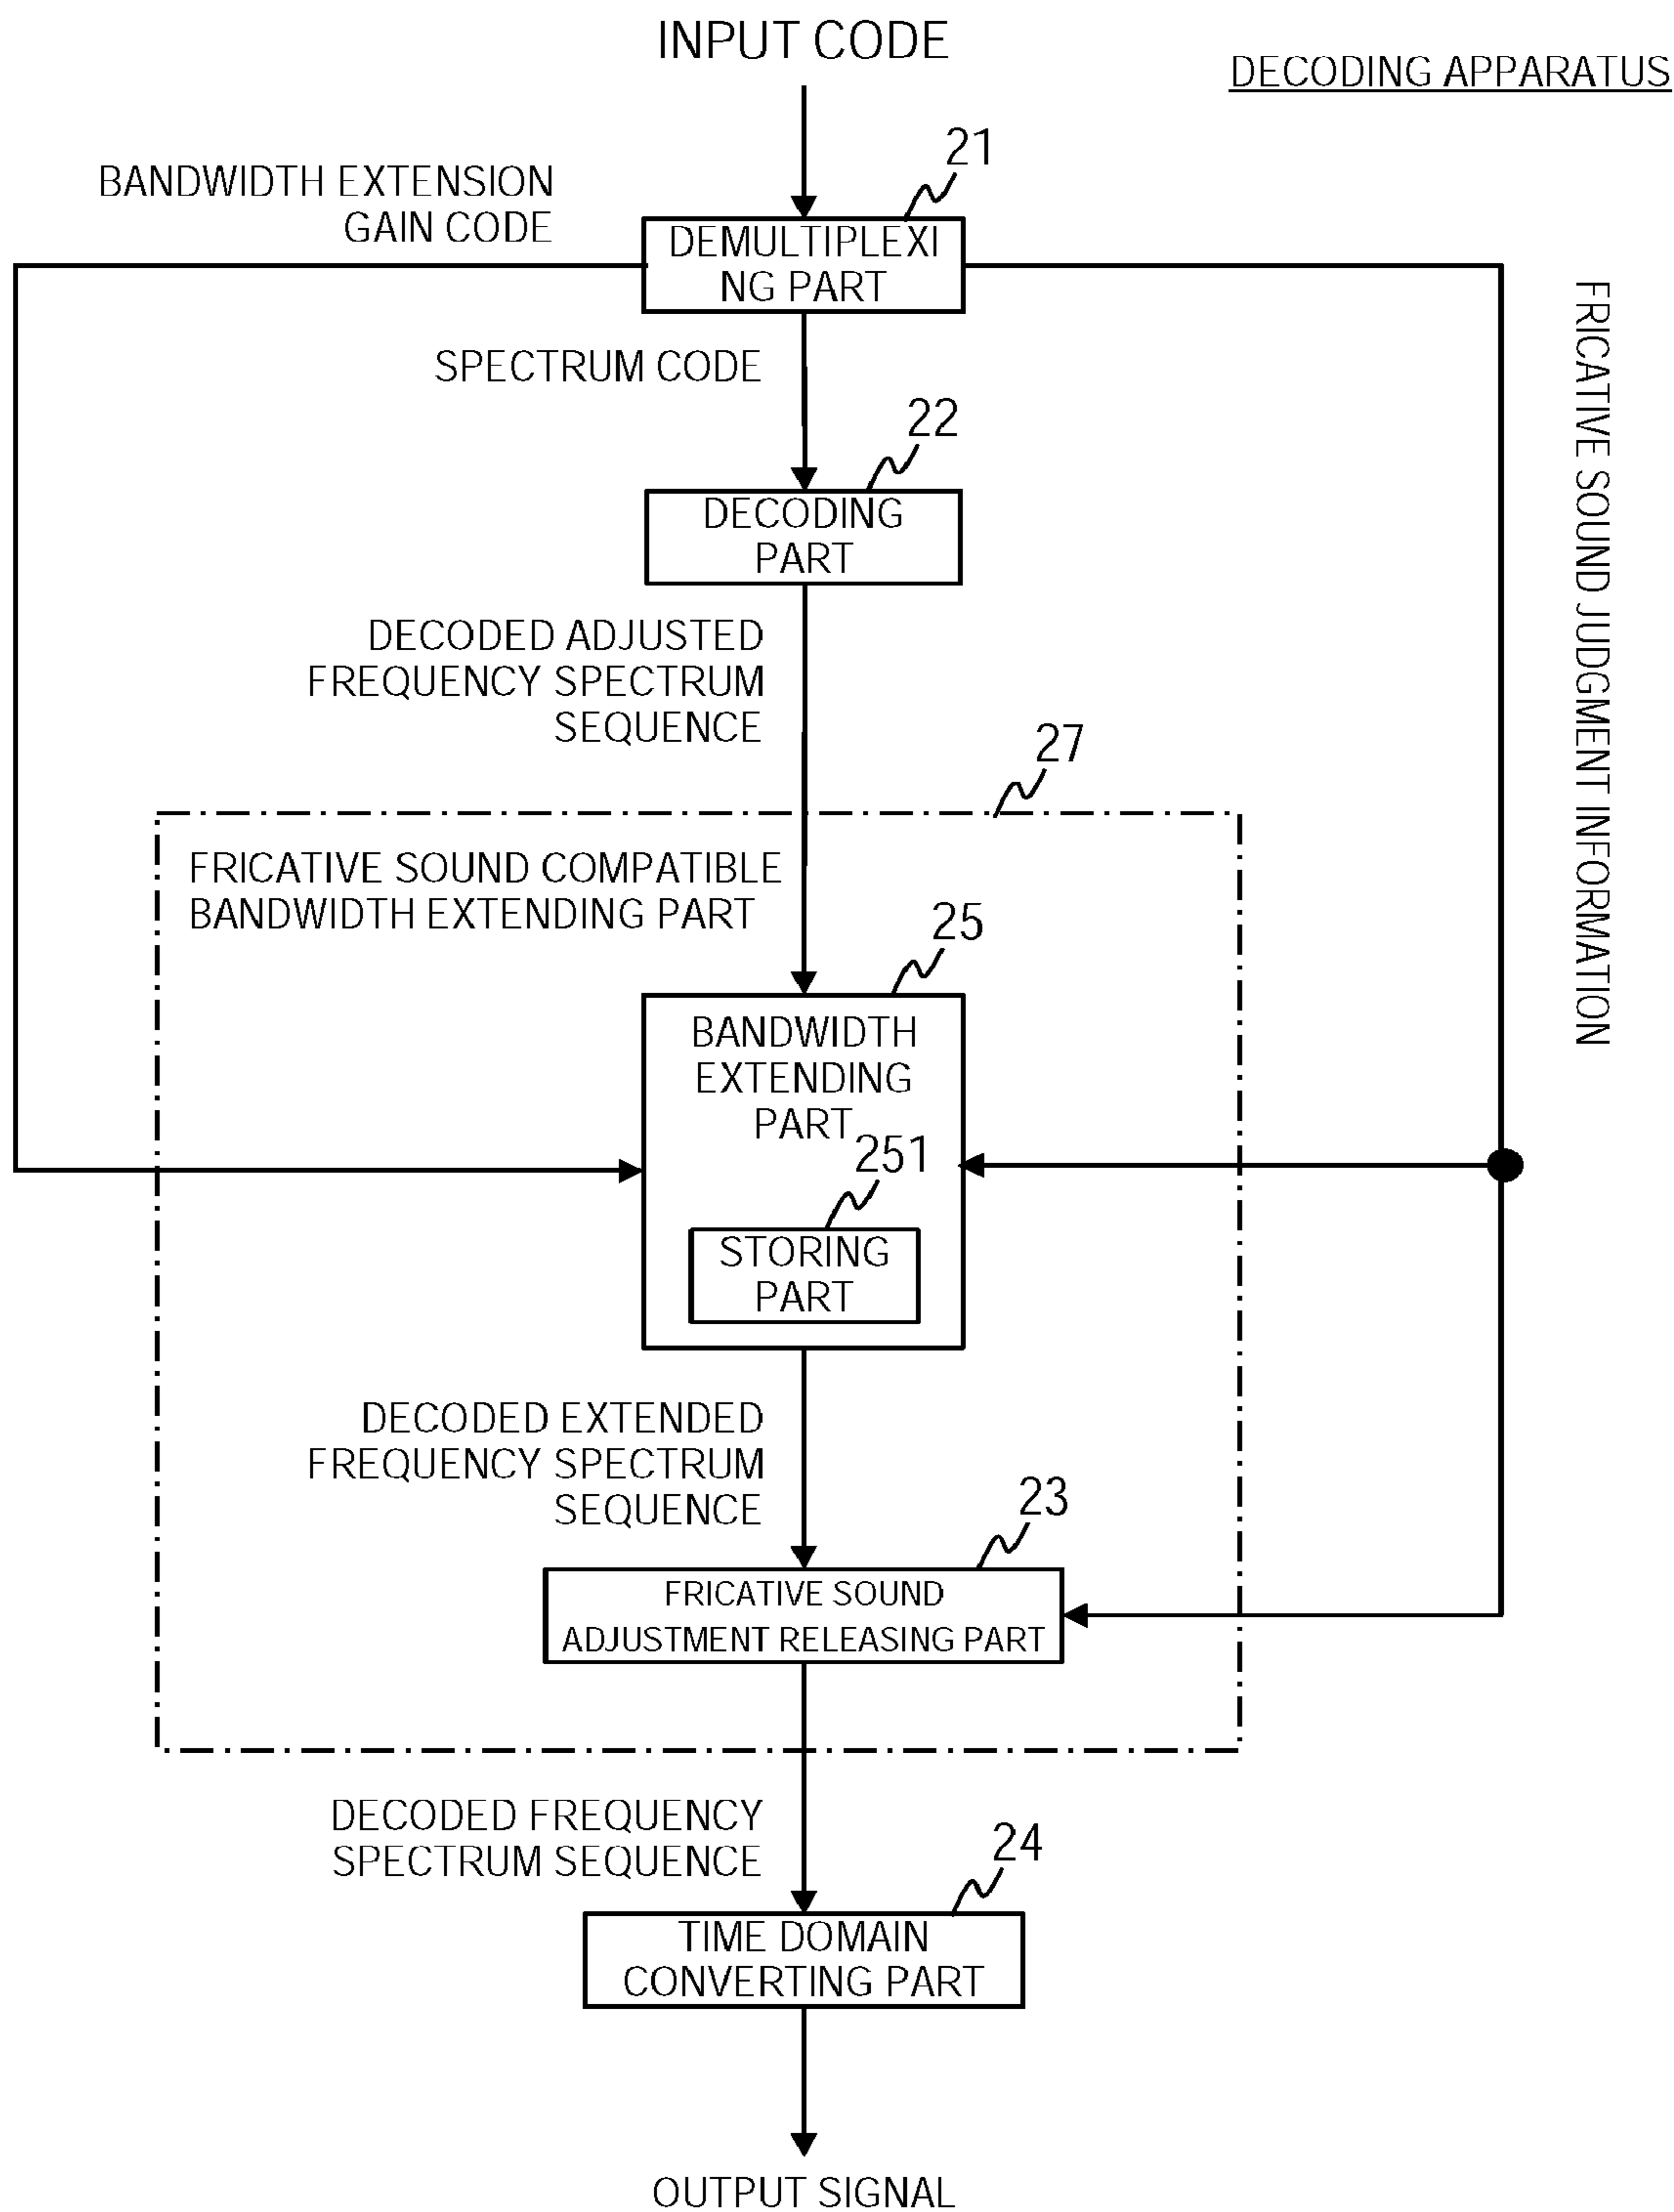 INPUT CODE
DECODING APPARATUS
21
BANDWIDTH EXTENSION
GAIN CODE
DEMULTIPLEXI
NG PART
FRICATIVE SOUND JUDGMENT INFORMATION
SPECTRUM CODE
22
DECODING
PART
DECODED ADJUSTED
FREQUENCY SPECTRUM
SEQUENCE
27
FRICATIVE SOUND COMPATIBLE
BANDWIDTH EXTENDING PART
25
BANDWIDTH
EXTENDING
PART
251
STORING
PART
DECODED EXTENDED
FREQUENCY SPECTRUM
SEQUENCE
23
FRICATIVE SOUND
ADJUSTMENT RELEASING PART
DECODED FREQUENCY
SPECTRUM SEQUENCE
24
TIME DOMAIN
CONVERTING PART
OUTPUT SIGNAL